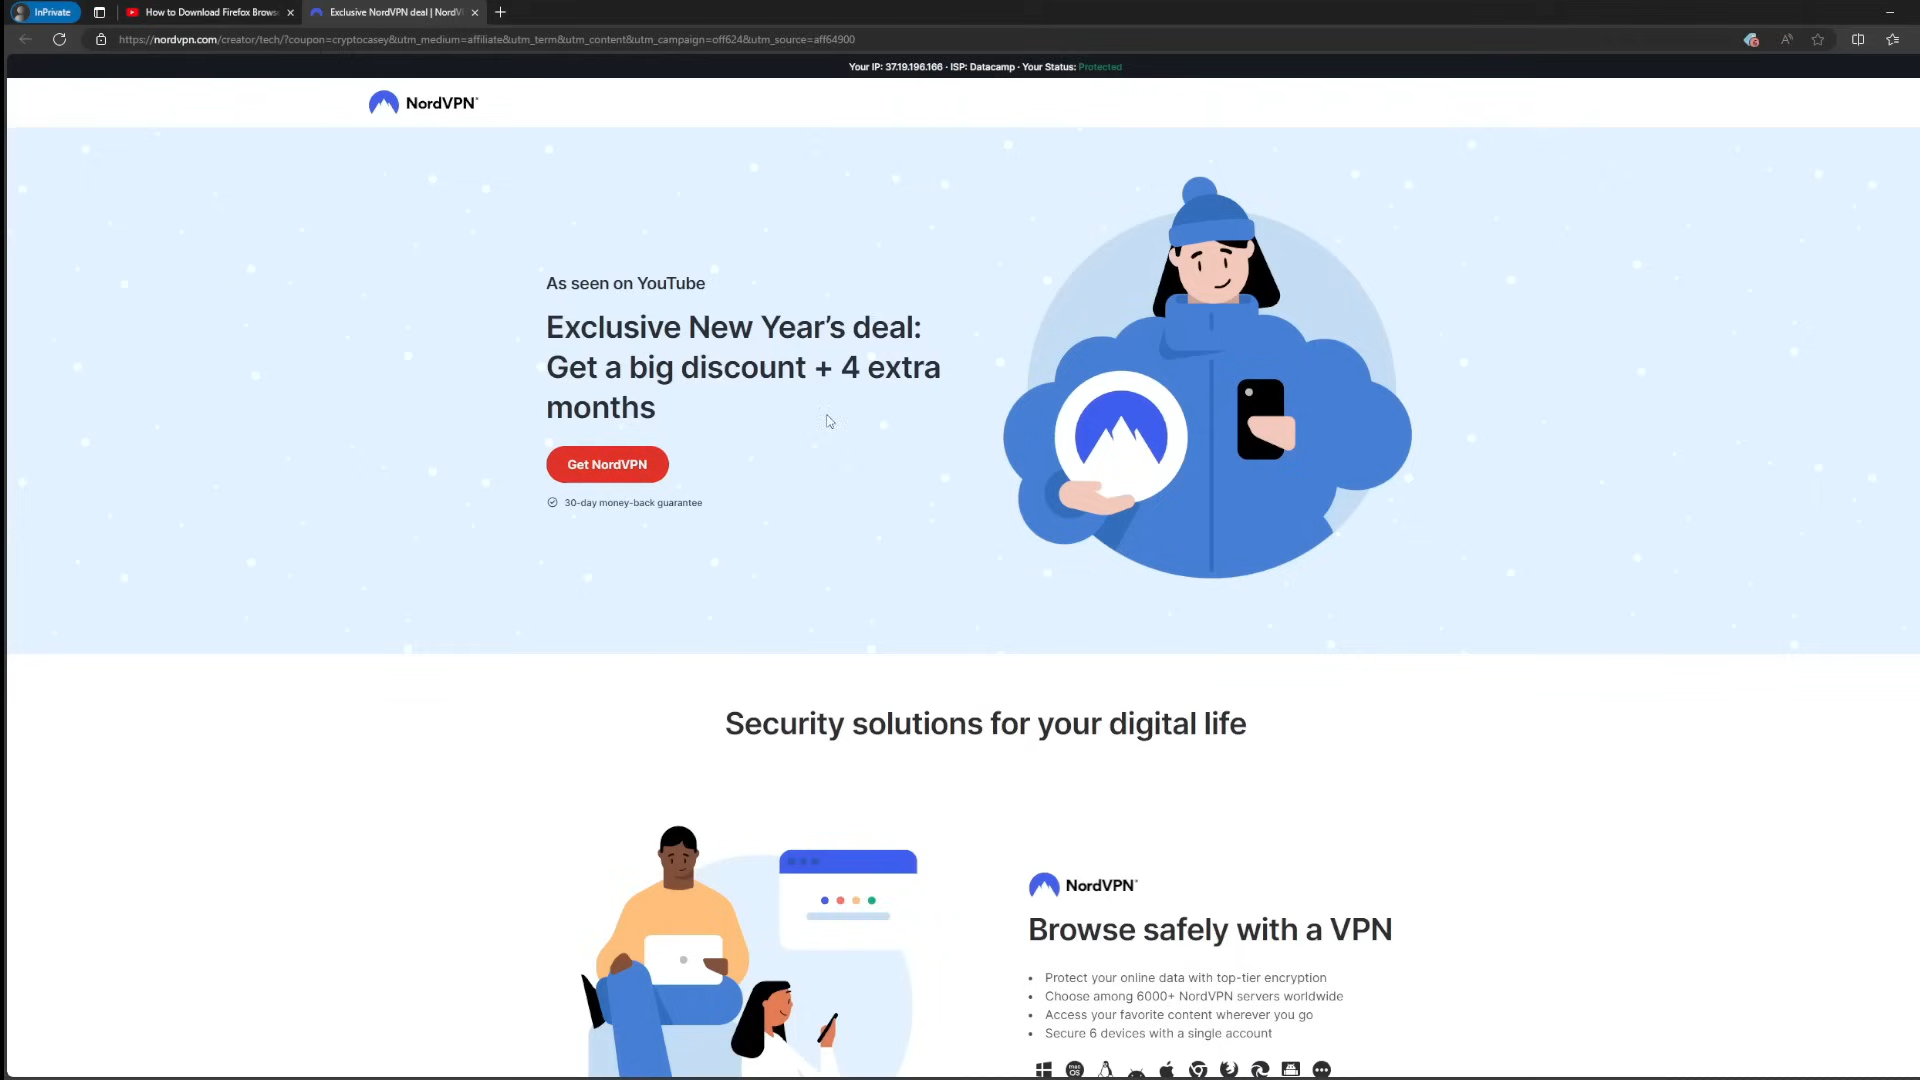 InPrivate
How to Download Firefox Brows
Exclusive NordVPN deal | NordV
https://nordvpn.com/creator/tech/?coupon=cryptocasey&utm_medium=affiliate&utm_term&utm_content&utm_campaign=off624&utm_source=aff64900
Your IP: 37.19.196.166 · ISP: Datacamp · Your Status: Protected
NordVPN®
As seen on YouTube
Exclusive New Year’s deal:
Get a big discount + 4 extra
months
Get NordVPN
30-day money-back guarantee
Security solutions for your digital life
NordVPN®
Browse safely with a VPN
• Protect your online data with top-tier encryption
• Choose among 6000+ NordVPN servers worldwide
• Access your favorite content wherever you go
• Secure 6 devices with a single account
mac OS